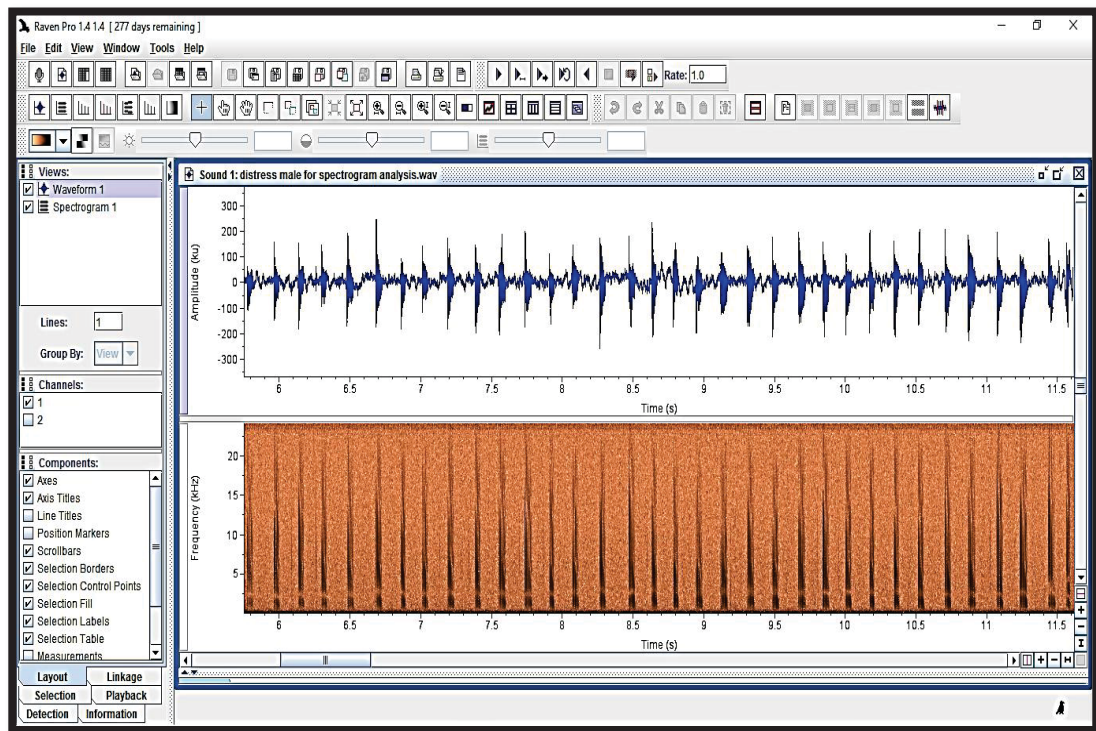 Raven Pro 1.4 1.4 [ 277 days remaining ]
File Edit View Window Tools Help
Rate: 1.0
Views:
Waveform 1
Spectrogram 1
Lines: 1
Group By: View
Channels:
1
2
Components:
Axes
Axis Titles
Line Titles
Position Markers
Scrollbars
Selection Borders
Selection Control Points
Selection Fill
Selection Labels
Selection Table
Measurements
Layout Linkage
Selection Playback
Detection Information
Sound 1: distress male for spectrogram analysis.wav
Amplitude (ku)
300
200
100
0
-100
-200
-300
6 6.5 7 7.5 8 8.5 9 9.5 10 10.5 11 11.5
Time (s)
Frequency (kHz)
20
15
10
5
6 6.5 7 7.5 8 8.5 9 9.5 10 10.5 11 11.5
Time (s)